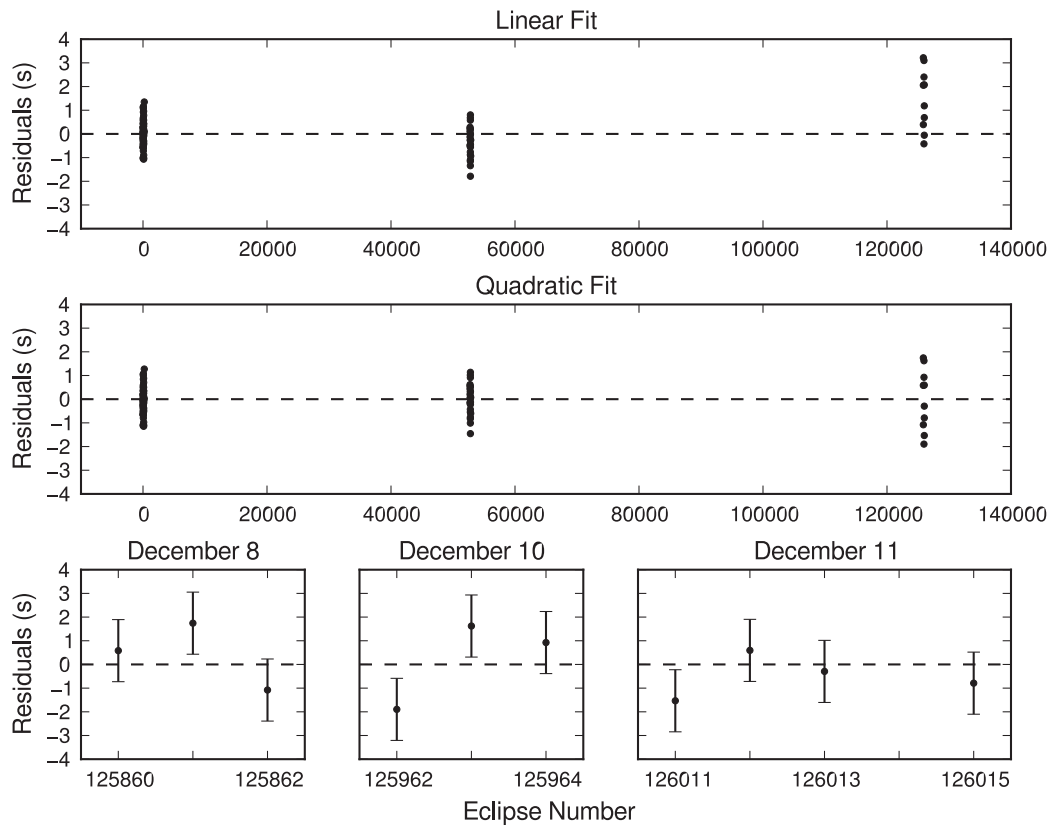 Linear Fit
Residuals (s)
4
3
2
1
0
−1
−2
−3
−4
0 20000 40000 60000 80000 100000 120000 140000
Quadratic Fit
Residuals (s)
4
3
2
1
0
−1
−2
−3
−4
0 20000 40000 60000 80000 100000 120000 140000
December 8 December 10 December 11
Residuals (s)
4
3
2
1
0
−1
−2
−3
−4
125860 125862 125962 125964 126011 126013 126015
Eclipse Number